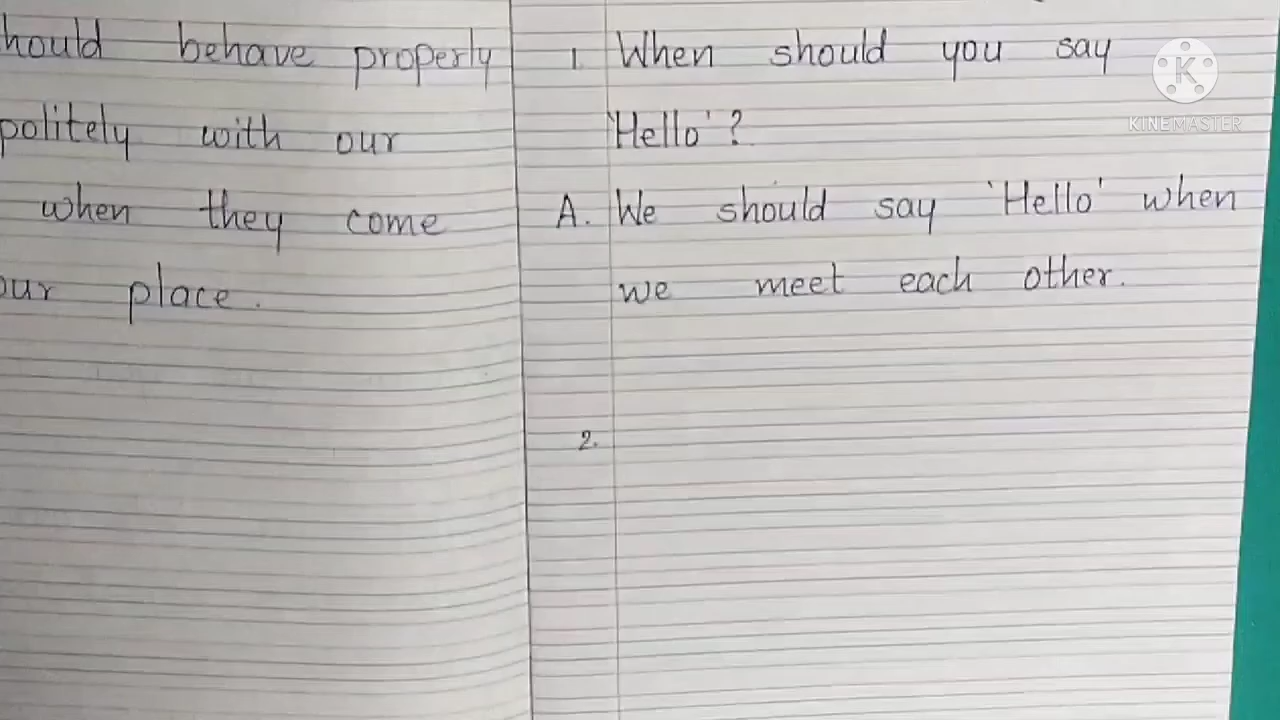 hould behave properly
politely with our
when they come
our place.
1. When should you say
'Hello'?
A. We should say 'Hello' when
we meet each other.
2.
K
KINEMASTER